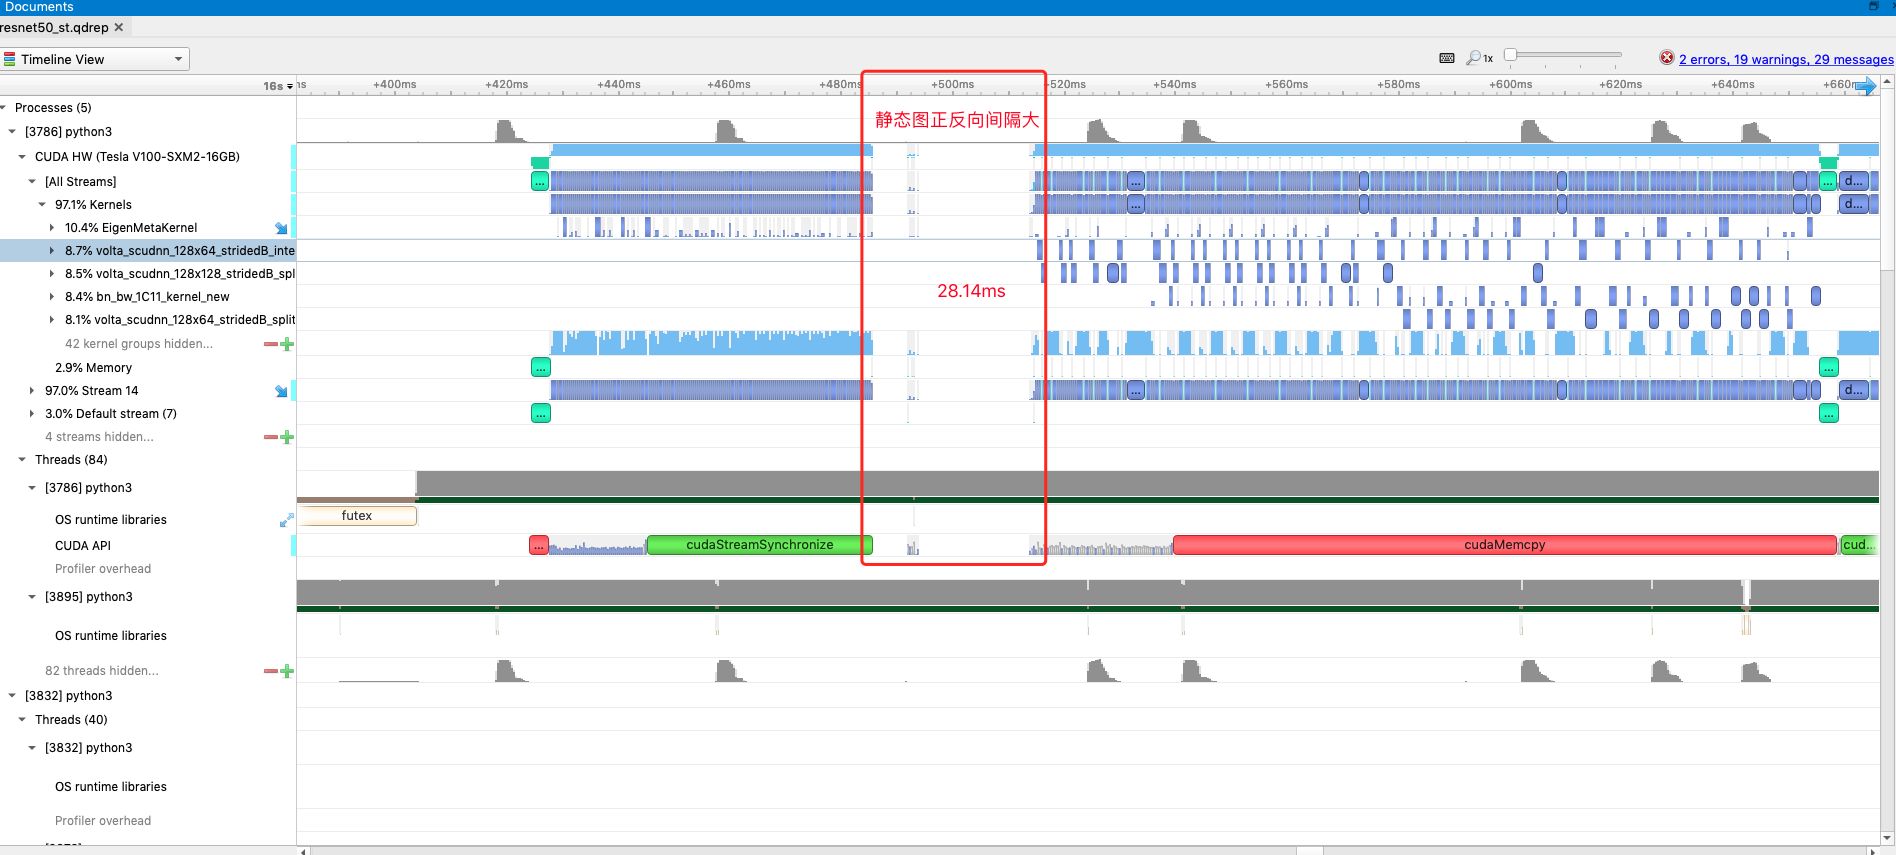 Documents
resnet50_st.qdrep
Timeline View
1x
2 errors, 19 warnings, 29 messages
16s
+400ms +420ms +440ms +460ms +480ms +500ms +520ms +540ms +560ms +580ms +600ms +620ms
Processes (5)
静态图正反向间隔大
[3786] python3
CUDA HW (Tesla V100-SXM2-16GB)
[All Streams]
... ... ... d...
97.1% Kernels
... d...
10.4% EigenMetaKernel
8.7% volta_scudnn_128x64_stridedB_inte
8.5% volta_scudnn_128x128_stridedB_spl
28.14ms
8.4% bn_bw_1C11_kernel_new
8.1% volta_scudnn_128x64_stridedB_split
42 kernel groups hidden...
2.9% Memory
... ...
97.0% Stream 14
... d...
3.0% Default stream (7)
... ...
4 streams hidden...
Threads (84)
[3786] python3
OS runtime libraries
futex
CUDA API
... cudaStreamSynchronize cudaMemcpy cud...
Profiler overhead
[3895] python3
OS runtime libraries
82 threads hidden...
[3832] python3
Threads (40)
[3832] python3
OS runtime libraries
Profiler overhead